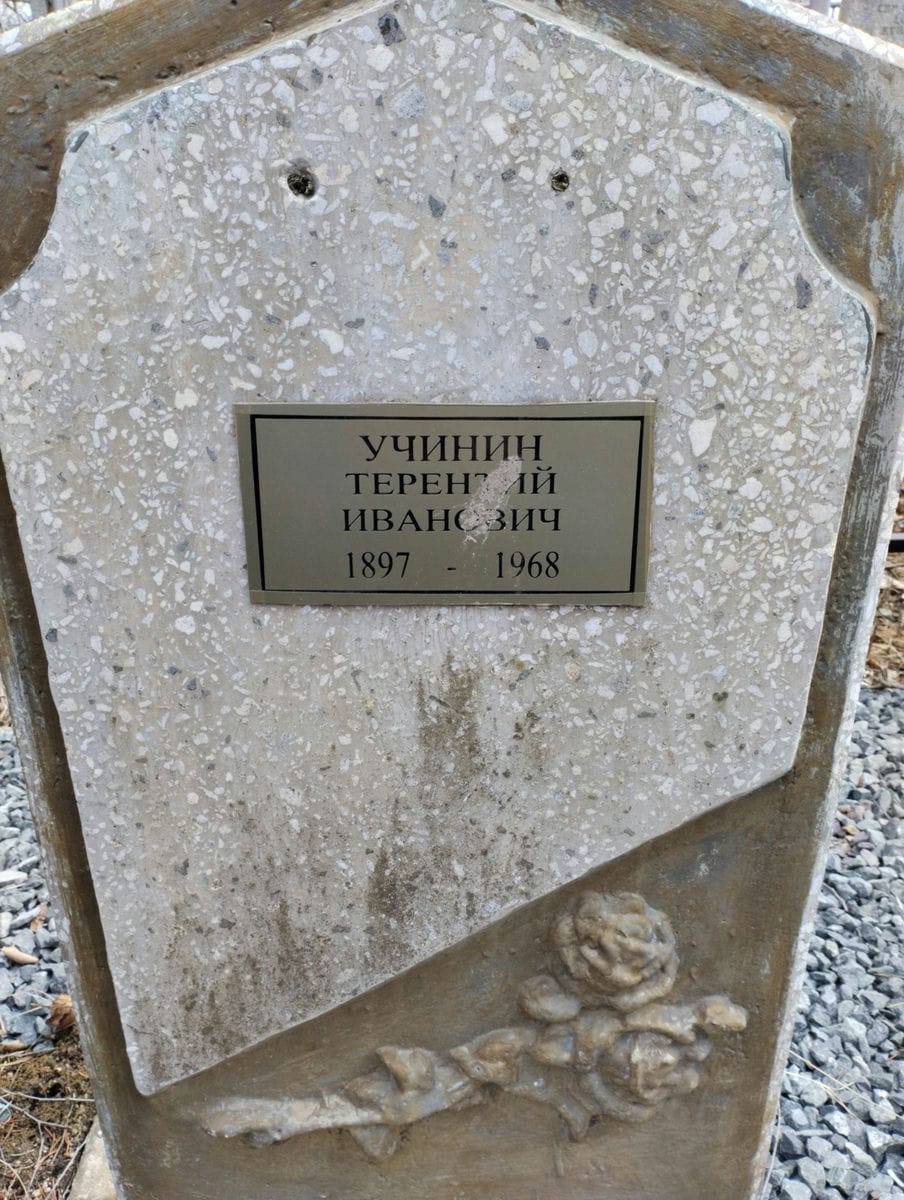 УЧИНИН
ТЕРЕНТИЙ
ИВАНОВИЧ
1897 - 1968